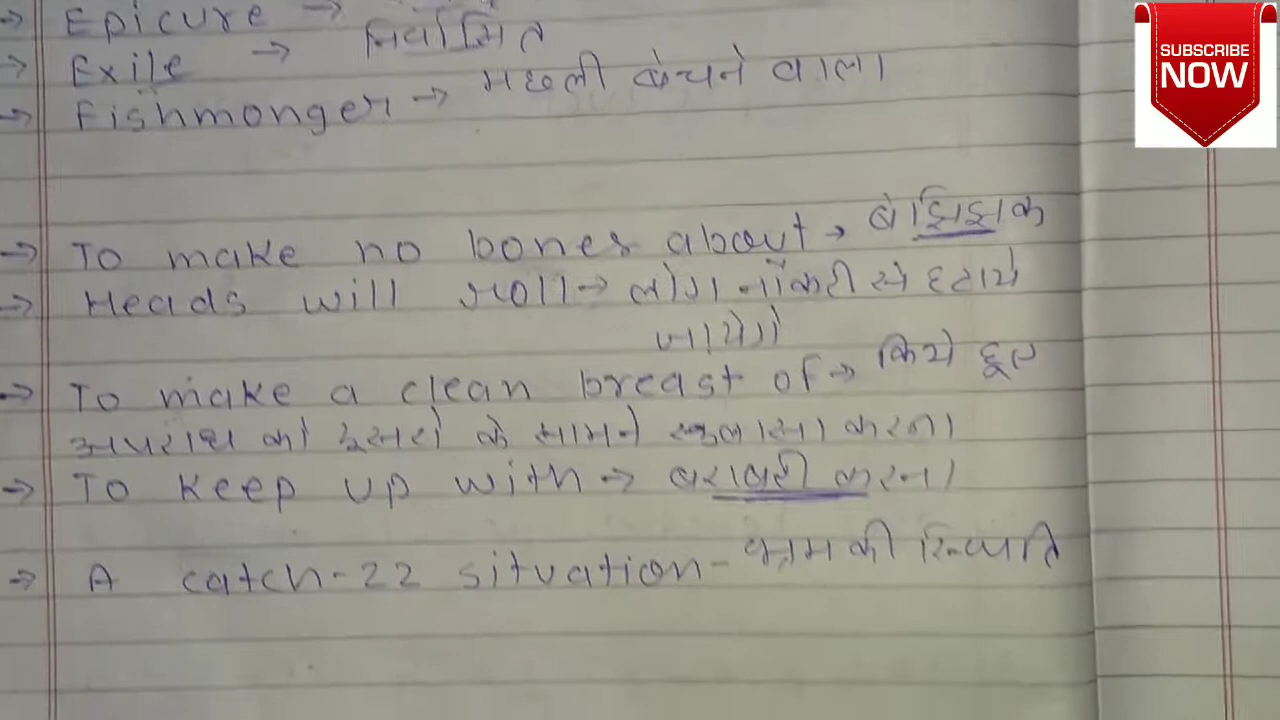 → Epicure →
→ Exile → निर्वासित
→ Fishmonger → मछली बेचने वाला
→ To make no bones about → बेझिझक
→ Heads will roll → लोग नौकरी से हटाये
जायेगें
→ To make a clean breast of → किये हुए
अपराध को दूसरो के सामने खुलासा करना
→ To keep up with → बराबरी करना
→ A catch-22 situation - भ्रम की स्थिति
SUBSCRIBE
NOW